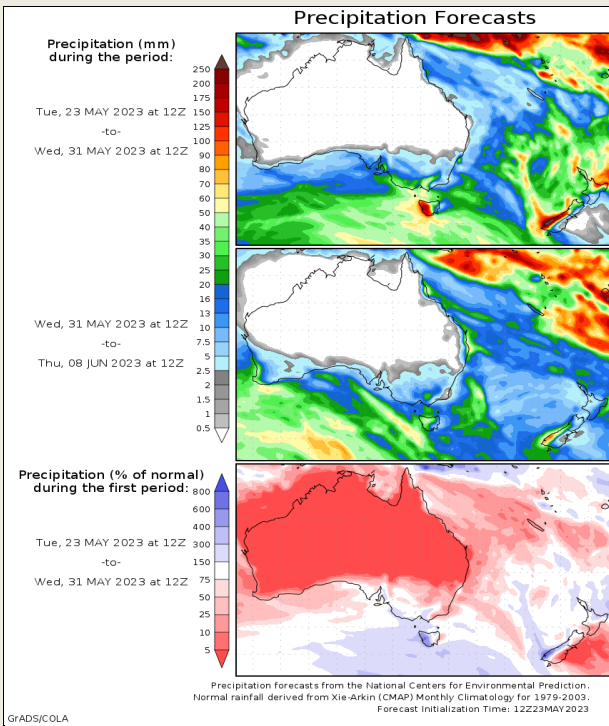 Precipitation Forecasts
Precipitation (mm)
during the period:
Tue, 23 MAY 2023 at 12Z
-to-
Wed, 31 MAY 2023 at 12Z
250
200
175
150
125
100
90
80
70
60
50
40
35
30
25
20
16
13
10
7.5
5
2.5
2
1.5
1
0.5
Wed, 31 MAY 2023 at 12Z
-to-
Thu, 08 JUN 2023 at 12Z
Precipitation (% of normal)
during the first period:
Tue, 23 MAY 2023 at 12Z
-to-
Wed, 31 MAY 2023 at 12Z
800
600
400
300
150
75
50
25
10
5
Precipitation forecasts from the National Centers for Environmental Prediction.
Normal rainfall derived from Xie-Arkin (CMAP) Monthly Climatology for 1979-2003.
Forecast Initialization Time: 12Z23MAY2023
GrADS/COLA